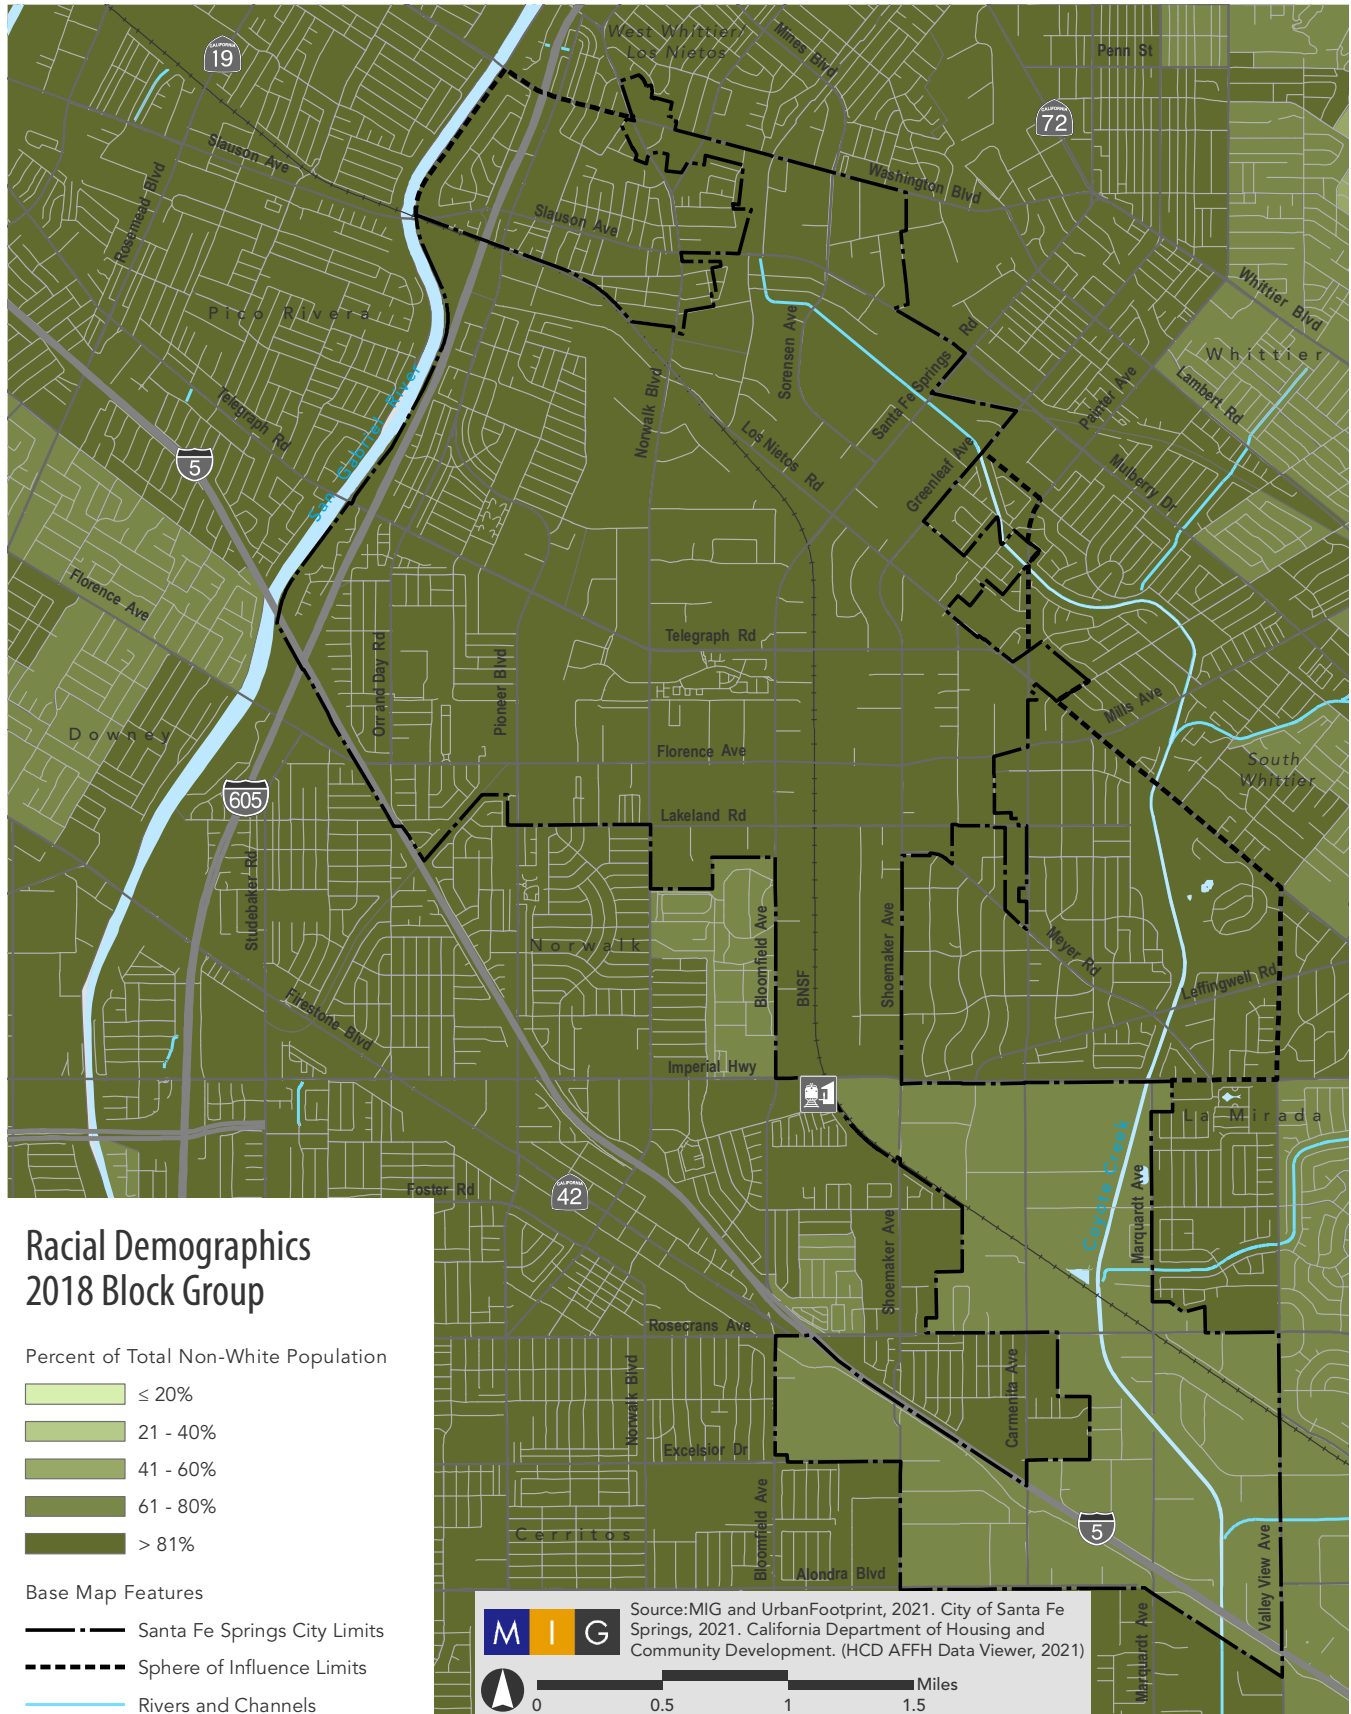 West Whittier
Los Nietos
Mines Blvd
Penn St
CALIFORNIA
19
CALIFORNIA
72
Slauson Ave
Rosemead Blvd
Washington Blvd
Slauson Ave
Whittier Blvd
Pico Rivera
Whittier
Santa Fe Springs Rd
Sorensen Ave
Lambert Rd
Painter Ave
Telegraph Rd
Norwalk Blvd
San Gabriel River
Los Nietos Rd
Greenleaf Ave
Mulberry Dr
5
Florence Ave
Telegraph Rd
Orr and Day Rd
Pioneer Blvd
Mills Ave
Downey
Florence Ave
South
Whittier
605
Lakeland Rd
Studebaker Rd
Norwalk
Bloomfield Ave
BNSF
Shoemaker Ave
Meyer Rd
Leffingwell Rd
Firestone Blvd
Imperial Hwy
La Mirada
Coyote Creek
Marquardt Ave
Foster Rd
CALIFORNIA
42
Shoemaker Ave
Rosecrans Ave
Norwalk Blvd
Carmenita Ave
Excelsior Dr
Cerritos
Bloomfield Ave
5
Valley View Ave
Alondra Blvd
Marquardt Ave
Racial Demographics
2018 Block Group
Percent of Total Non-White Population
≤ 20%
21 - 40%
41 - 60%
61 - 80%
> 81%
Base Map Features
Santa Fe Springs City Limits
Sphere of Influence Limits
Rivers and Channels
M I G
Source:MIG and UrbanFootprint, 2021. City of Santa Fe
Springs, 2021. California Department of Housing and
Community Development. (HCD AFFH Data Viewer, 2021)
Miles
0 0.5 1 1.5